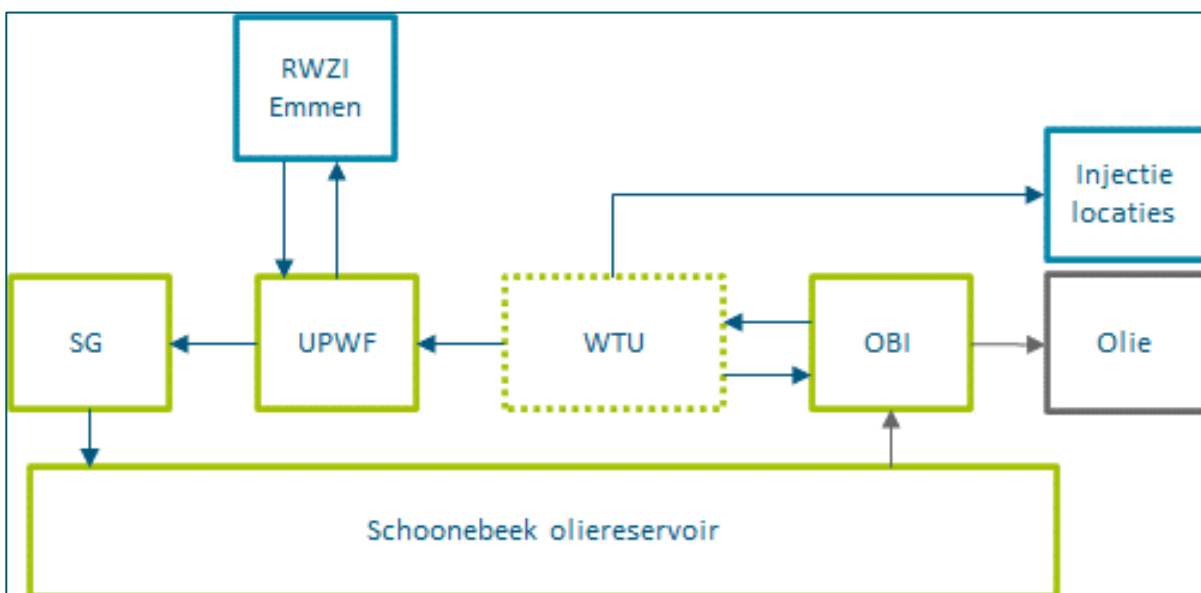 RWZI
Emmen
Injectie
locaties
SG
UPWF
WTU
OBI
Olie
Schoonebeek oliereservoir